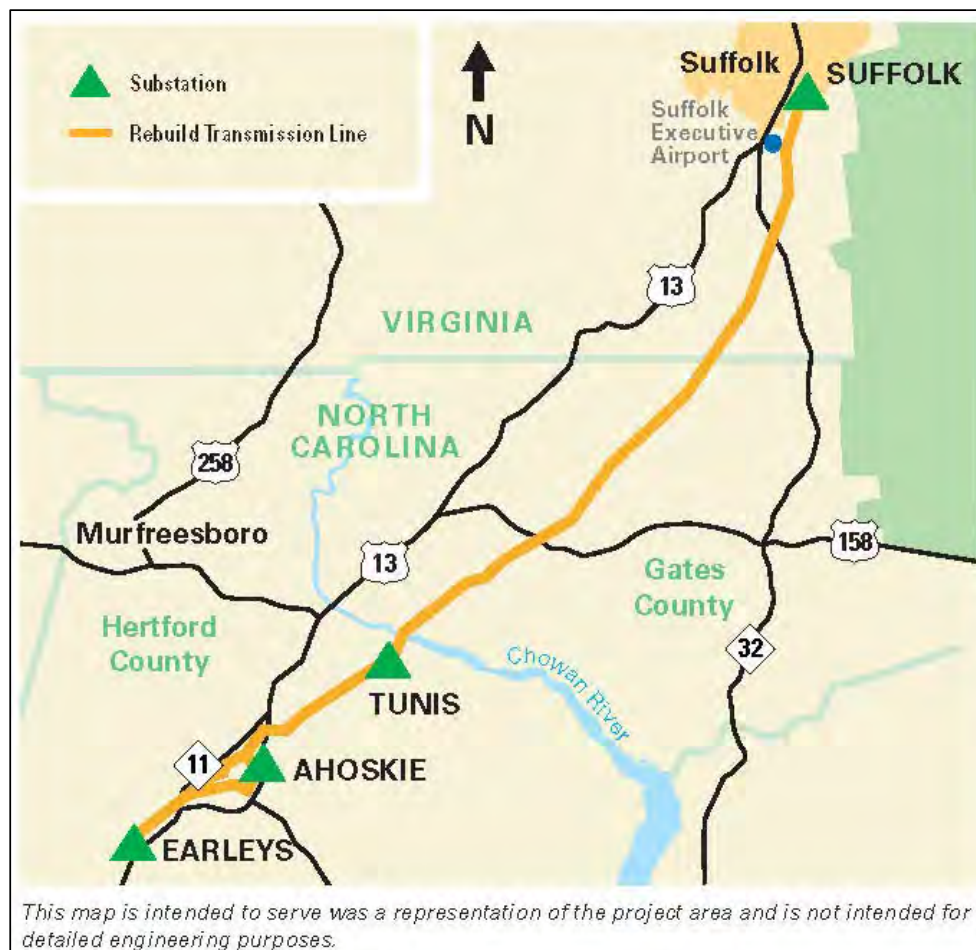 Substation
Rebuild Transmission Line
N
Suffolk
SUFFOLK
Suffolk
Executive
Airport
13
VIRGINIA
NORTH
CAROLINA
258
Murfreesboro
13
158
Gates
County
Hertford
County
32
Chowan River
TUNIS
11
AHOSKIE
EARLEYS
This map is intended to serve was a representation of the project area and is not intended for
detailed engineering purposes.